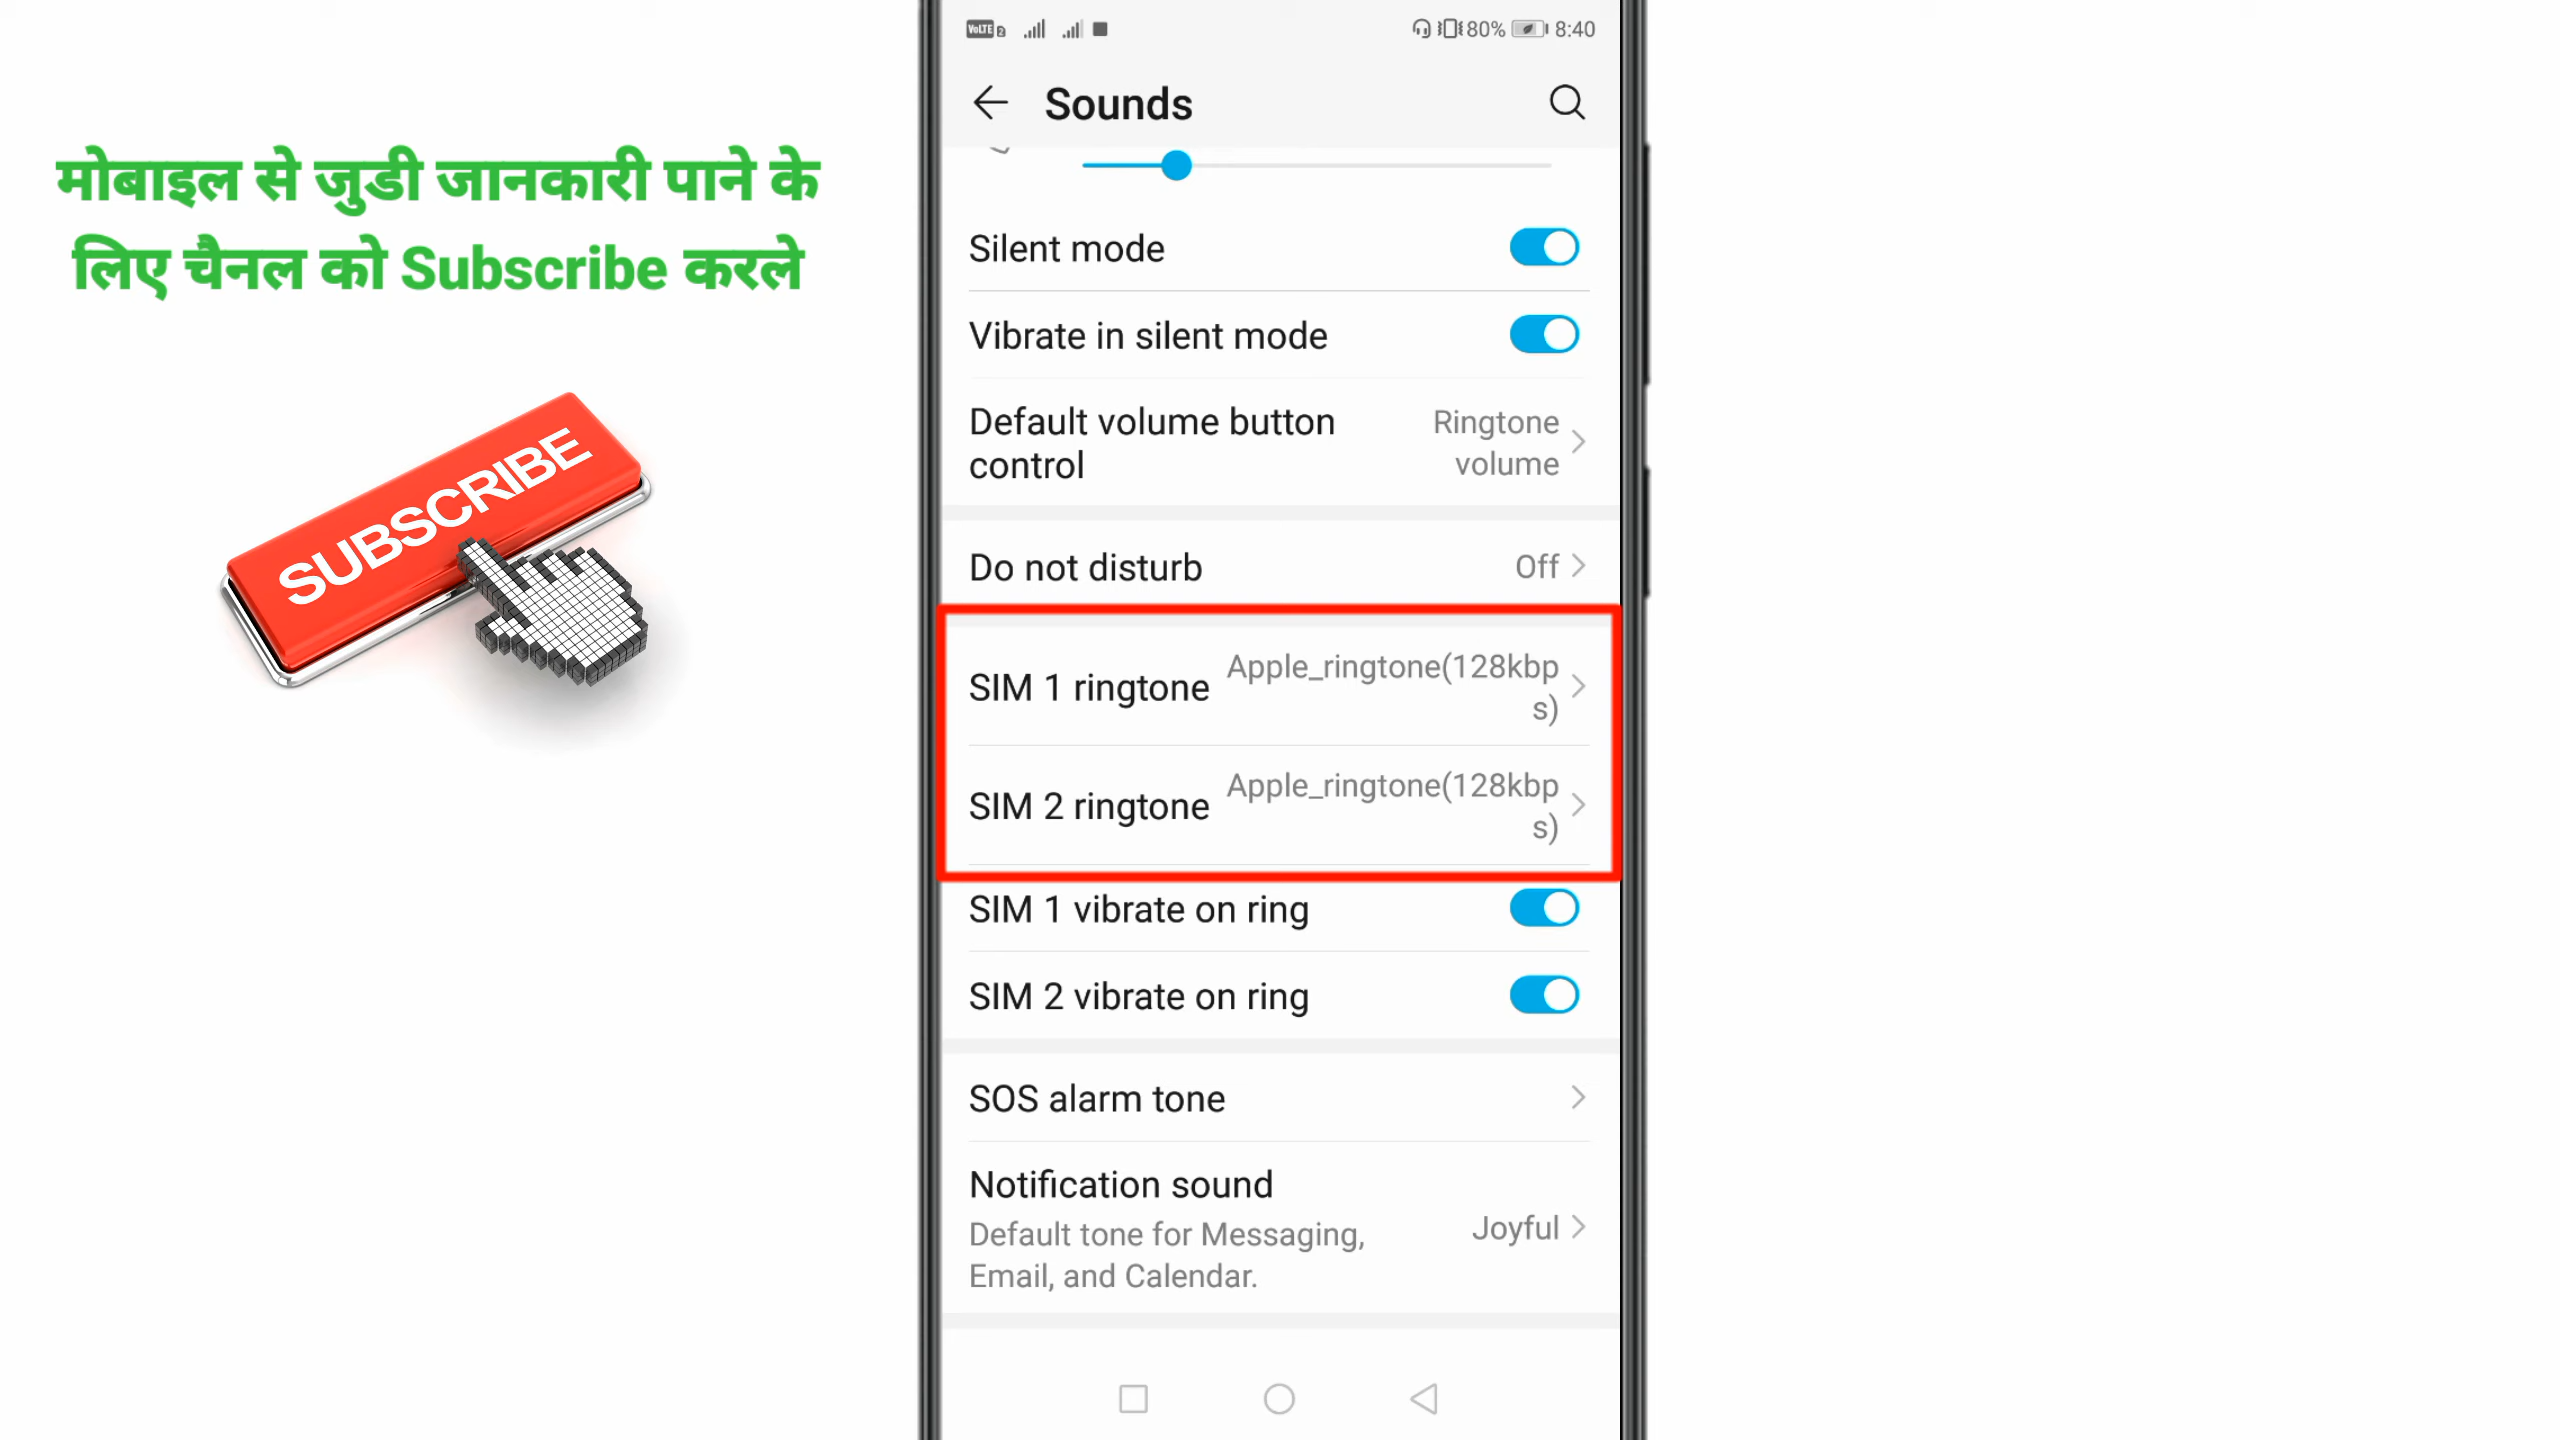 मोबाइल से जुडी जानकारी पाने के
लिए चैनल को Subscribe करले
SUBSCRIBE
VoLTE 2
80% 8:40
Sounds
Silent mode
Vibrate in silent mode
Default volume button
control
Ringtone
volume
Do not disturb
Off
SIM 1 ringtone
Apple_ringtone(128kbp
s)
SIM 2 ringtone
Apple_ringtone(128kbp
s)
SIM 1 vibrate on ring
SIM 2 vibrate on ring
SOS alarm tone
Notification sound
Default tone for Messaging,
Email, and Calendar.
Joyful